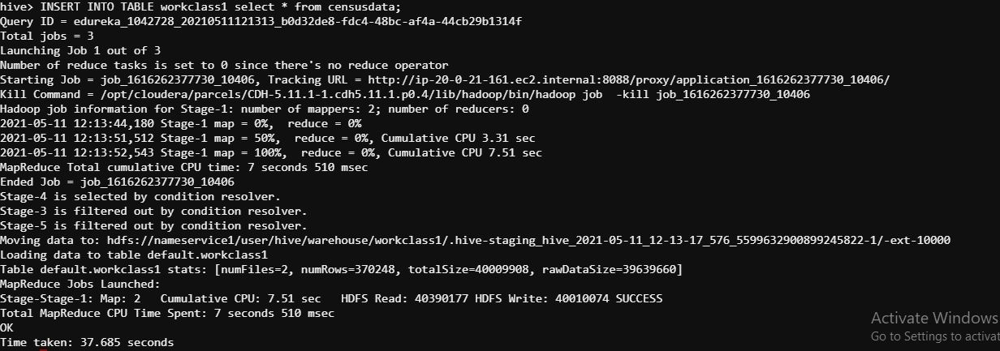 hive> INSERT INTO TABLE workclass1 select * from censusdata;
Query ID = edureka_1042728_20210511121313_b0d32de8-fdc4-48bc-af4a-44cb29b1314f
Total jobs = 3
Launching Job 1 out of 3
Number of reduce tasks is set to 0 since there's no reduce operator
Starting Job = job_1616262377730_10406, Tracking URL = http://ip-20-0-21-161.ec2.internal:8088/proxy/application_1616262377730_10406/
Kill Command = /opt/cloudera/parcels/CDH-5.11.1-1.cdh5.11.1.p0.4/lib/hadoop/bin/hadoop job  -kill job_1616262377730_10406
Hadoop job information for Stage-1: number of mappers: 2; number of reducers: 0
2021-05-11 12:13:44,180 Stage-1 map = 0%,  reduce = 0%
2021-05-11 12:13:51,512 Stage-1 map = 50%,  reduce = 0%, Cumulative CPU 3.31 sec
2021-05-11 12:13:52,543 Stage-1 map = 100%,  reduce = 0%, Cumulative CPU 7.51 sec
MapReduce Total cumulative CPU time: 7 seconds 510 msec
Ended Job = job_1616262377730_10406
Stage-4 is selected by condition resolver.
Stage-3 is filtered out by condition resolver.
Stage-5 is filtered out by condition resolver.
Moving data to: hdfs://nameservice1/user/hive/warehouse/workclass1/.hive-staging_hive_2021-05-11_12-13-17_576_5599632900899245822-1/-ext-10000
Loading data to table default.workclass1
Table default.workclass1 stats: [numFiles=2, numRows=370248, totalSize=40009908, rawDataSize=39639660]
MapReduce Jobs Launched:
Stage-Stage-1: Map: 2   Cumulative CPU: 7.51 sec   HDFS Read: 40390177 HDFS Write: 40010074 SUCCESS
Total MapReduce CPU Time Spent: 7 seconds 510 msec
OK
Time taken: 37.685 seconds
Activate Windows
Go to Settings to activat